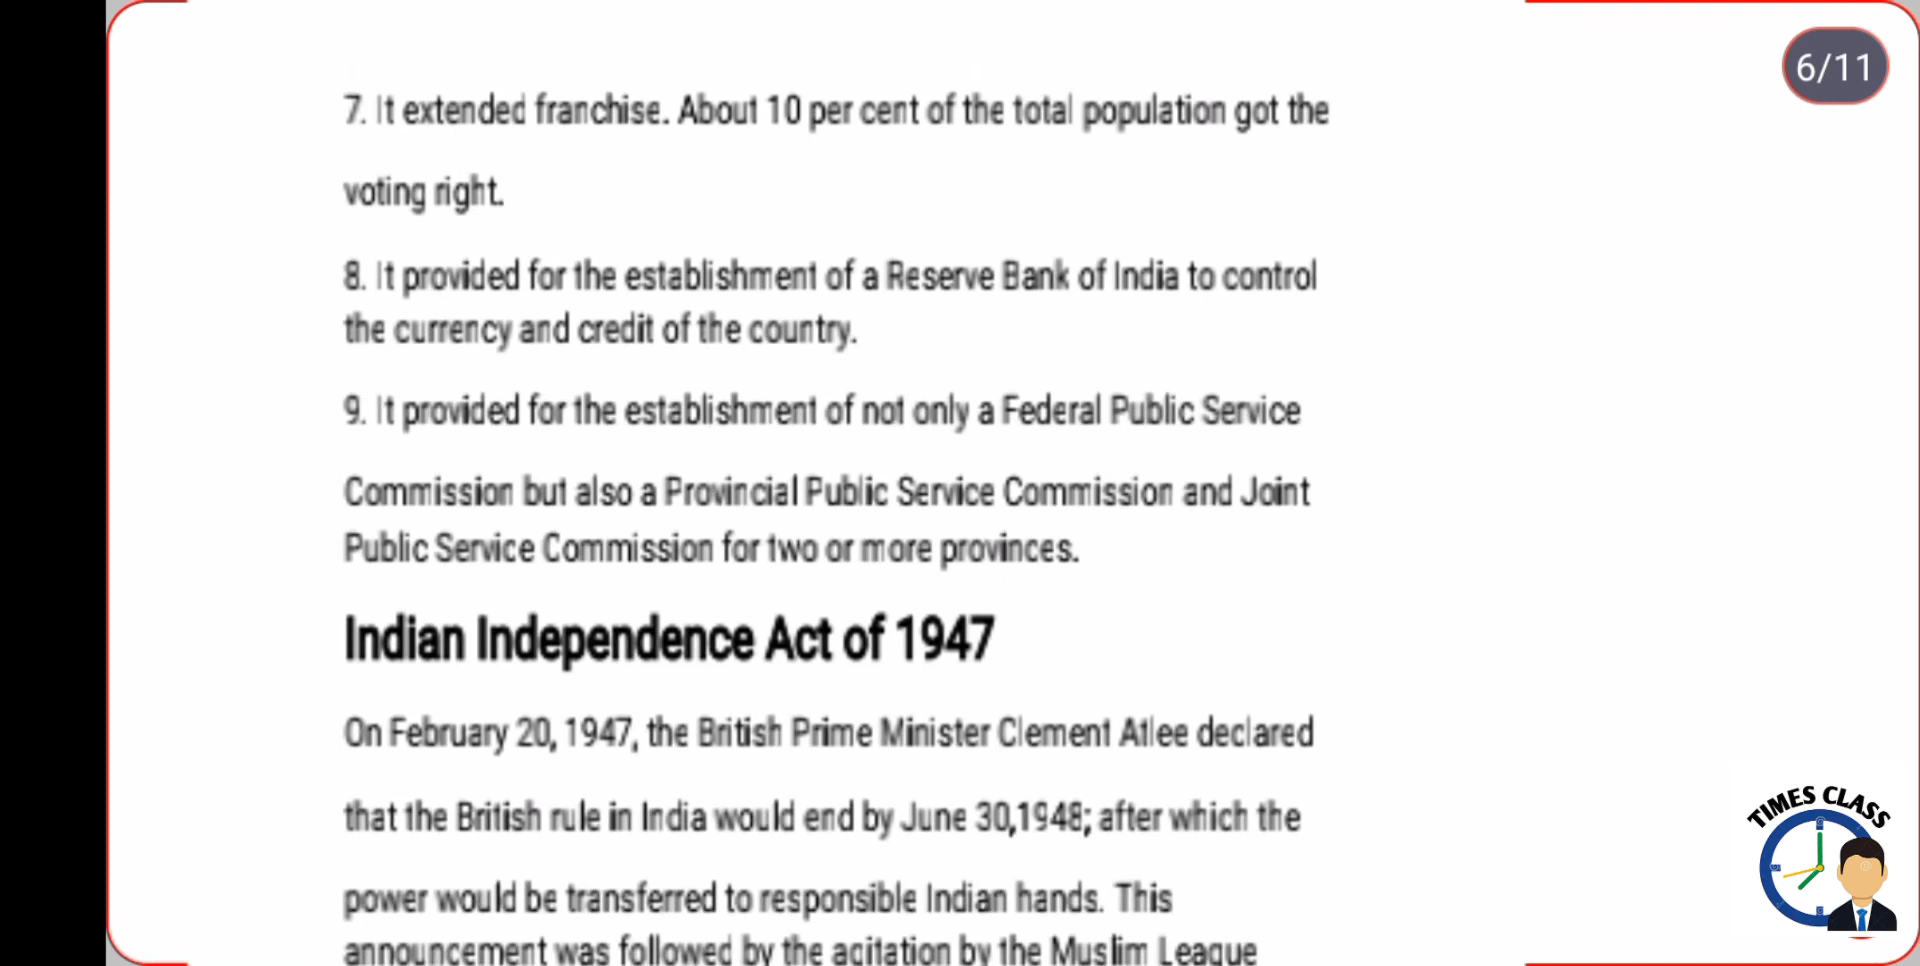 6/11
7. It extended franchise. About 10 per cent of the total population got the
voting right.
8. It provided for the establishment of a Reserve Bank of India to control
the currency and credit of the country.
9. It provided for the establishment of not only a Federal Public Service
Commission but also a Provincial Public Service Commission and Joint
Public Service Commission for two or more provinces.
Indian Independence Act of 1947
On February 20, 1947, the British Prime Minister Clement Atlee declared
that the British rule in India would end by June 30,1948; after which the
power would be transferred to responsible Indian hands. This
announcement was followed by the agitation by the Muslim League
TIMES CLASS